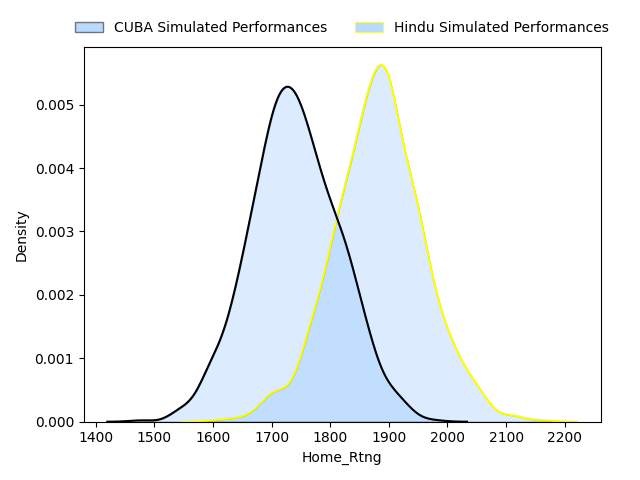 CUBA Simulated Performances
Hindu Simulated Performances
Density
0.005
0.004
0.003
0.002
0.001
0.000
1400 1500 1600 1700 1800 1900 2000 2100 2200
Home_Rtng